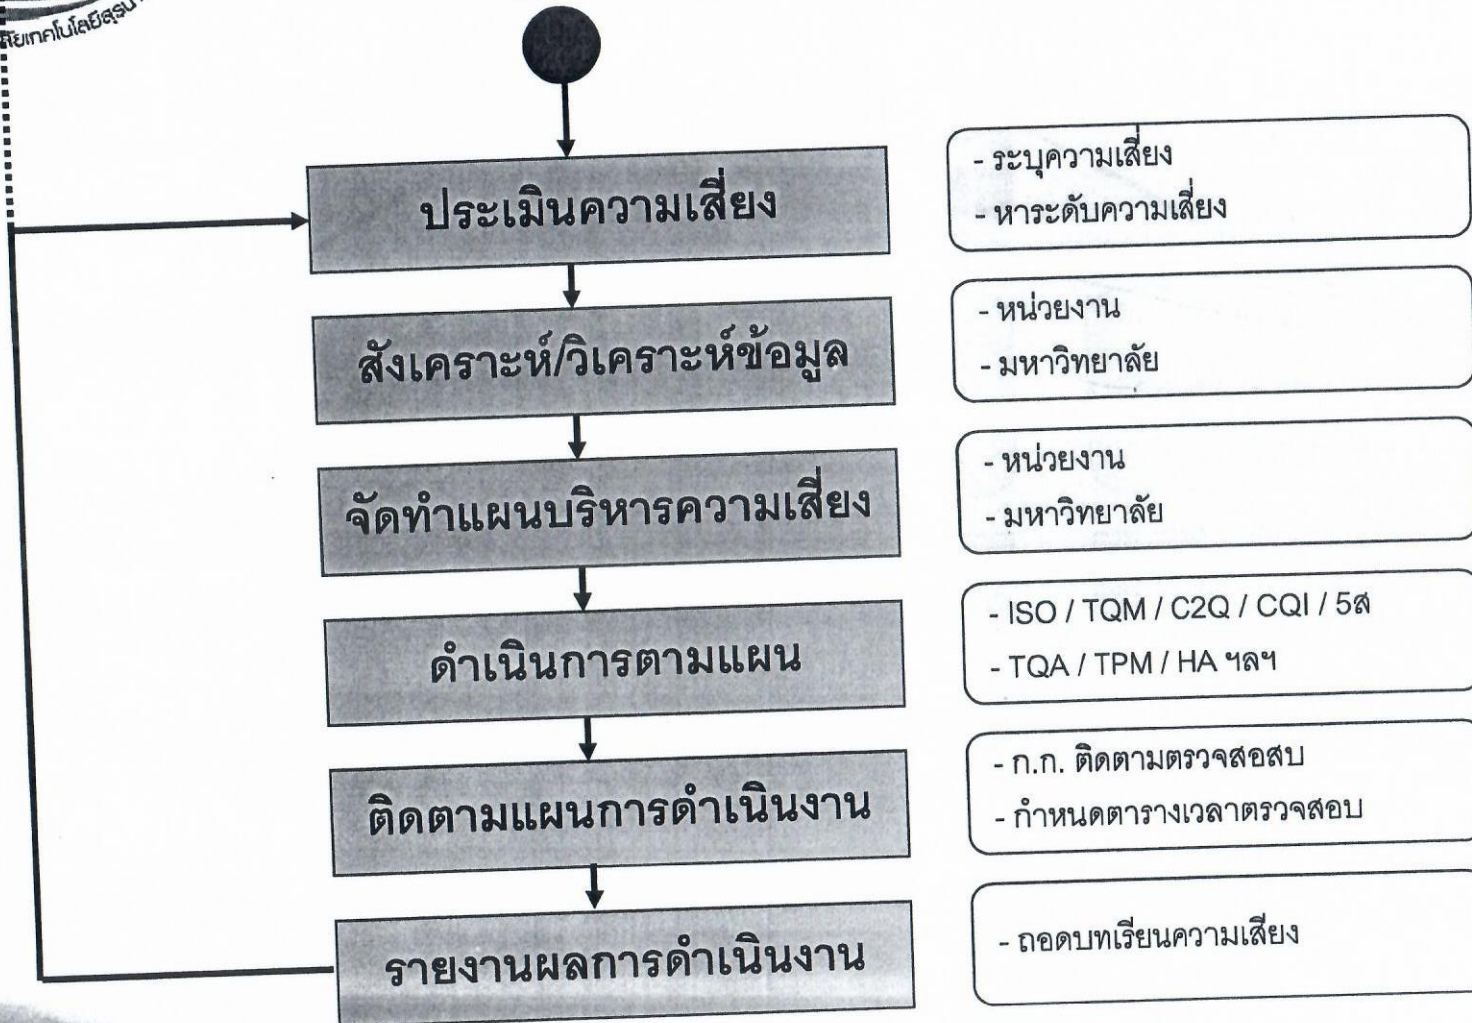 ประเมินความเสี่ยง
- ระบุความเสี่ยง
- หาระดับความเสี่ยง
สังเคราะห์/วิเคราะห์ข้อมูล
- หน่วยงาน
- มหาวิทยาลัย
จัดทำแผนบริหารความเสี่ยง
- หน่วยงาน
- มหาวิทยาลัย
ดำเนินการตามแผน
- ISO / TQM / C2Q / CQI / 5ส
- TQA / TPM / HA ฯลฯ
ติดตามแผนการดำเนินงาน
- ก.ก. ติดตามตรวจสอสบ
- กำหนดตารางเวลาตรวจสอบ
รายงานผลการดำเนินงาน
- ถอดบทเรียนความเสี่ยง